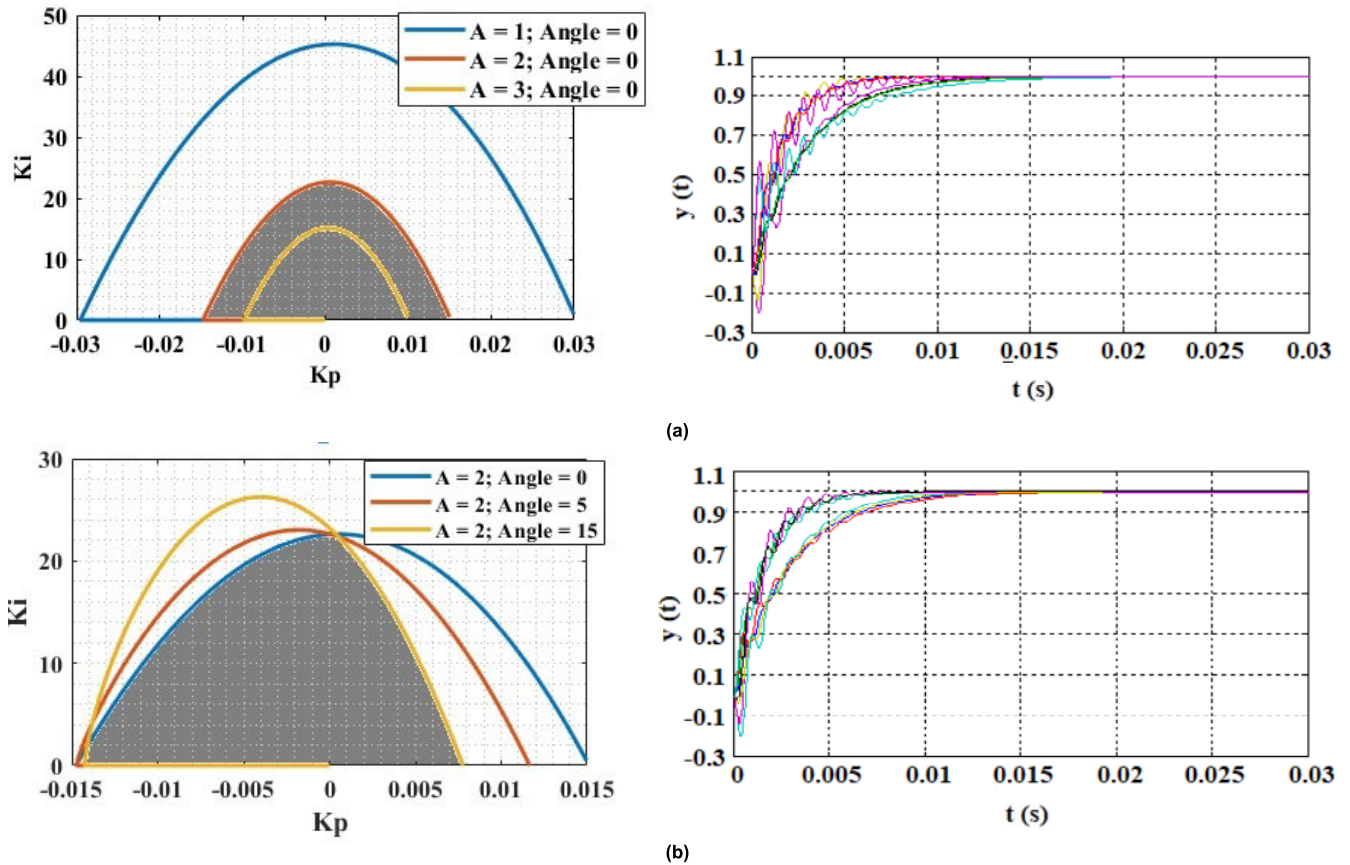 50
40
30
20
10
0
Ki
A = 1; Angle = 0
A = 2; Angle = 0
A = 3; Angle = 0
-0.03 -0.02 -0.01 0 0.01 0.02 0.03
Kp
1.1
0.9
0.7
0.5
0.3
0.1
-0.1
-0.3
y (t)
0 0.005 0.01 0.015 0.02 0.025 0.03
t (s)
(a)
30
20
10
0
Ki
A = 2; Angle = 0
A = 2; Angle = 5
A = 2; Angle = 15
-0.015 -0.01 -0.005 0 0.005 0.01 0.015
Kp
1.1
0.9
0.7
0.5
0.3
0.1
-0.1
-0.3
y (t)
0 0.005 0.01 0.015 0.02 0.025 0.03
t (s)
(b)